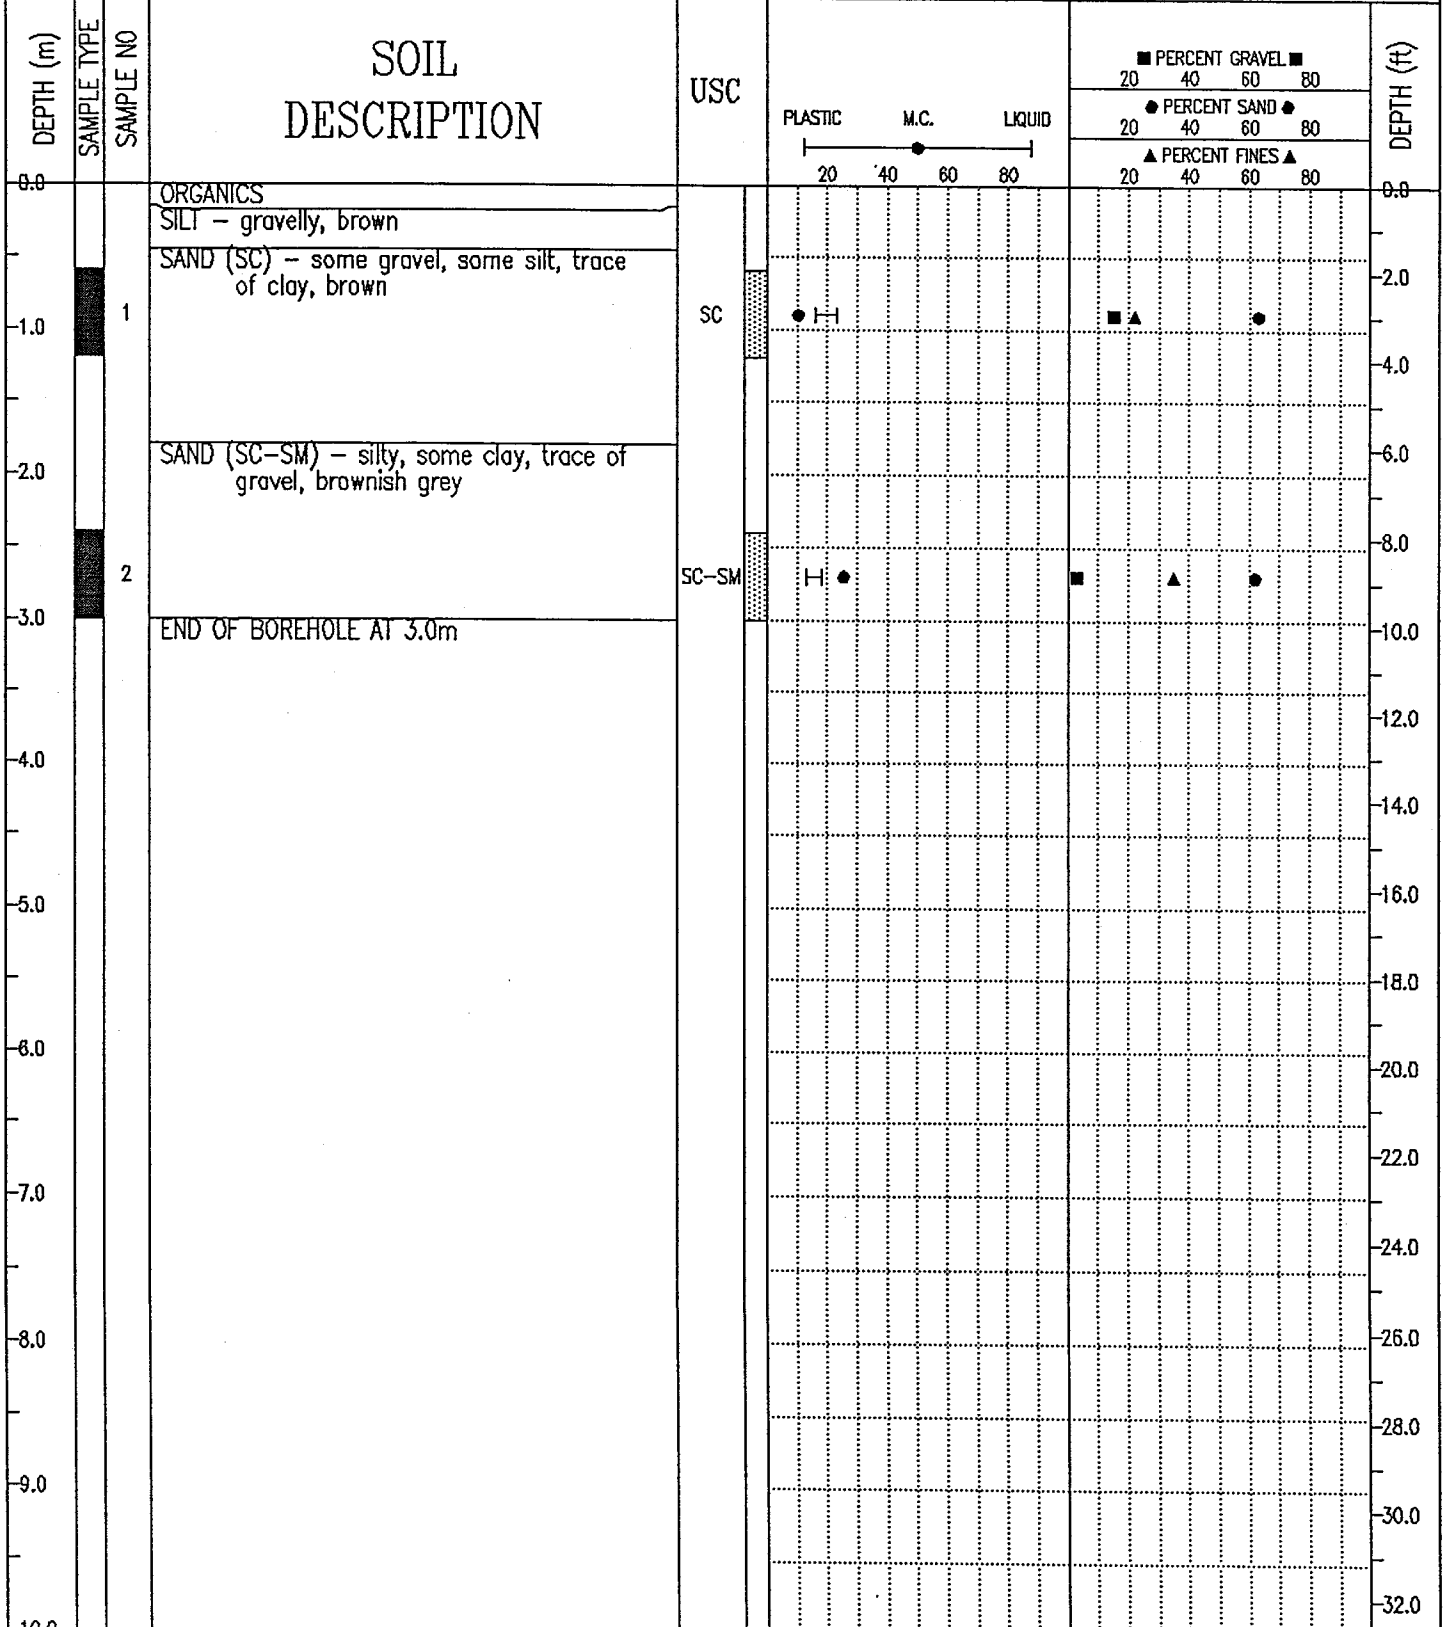 DEPTH (m)
SAMPLE TYPE
SAMPLE NO
SOIL
DESCRIPTION
USC
PLASTIC M.C. LIQUID
20 40 60 80
■ PERCENT GRAVEL ■
20 40 60 80
● PERCENT SAND ●
20 40 60 80
▲ PERCENT FINES ▲
20 40 60 80
DEPTH (ft)
0.0
ORGANICS
0.0
SILT – gravelly, brown
SAND (SC) – some gravel, some silt, trace
of clay, brown
2.0
1
SC
1.0
4.0
SAND (SC–SM) – silty, some clay, trace of
gravel, brownish grey
6.0
2.0
8.0
2
SC–SM
3.0
END OF BOREHOLE AT 3.0m
10.0
12.0
4.0
14.0
5.0
16.0
18.0
6.0
20.0
22.0
7.0
24.0
8.0
26.0
28.0
9.0
30.0
32.0